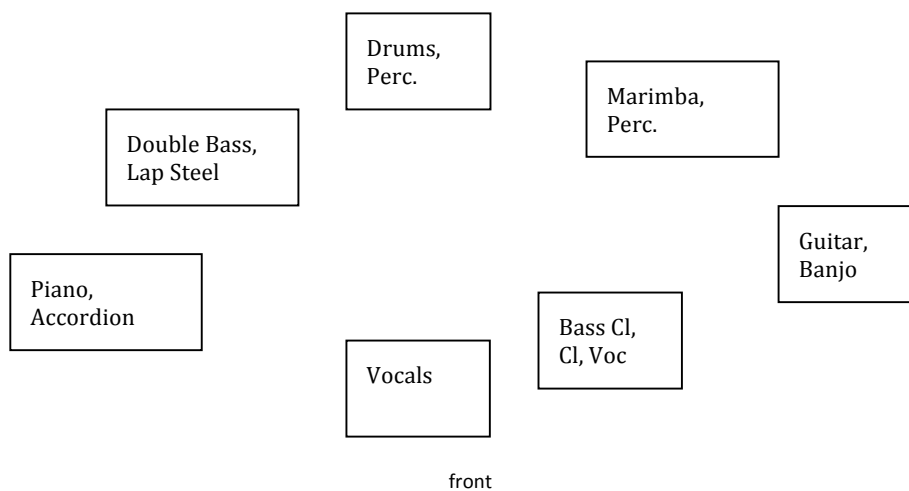 Drums,
Perc.
Marimba,
Perc.
Double Bass,
Lap Steel
Guitar,
Banjo
Piano,
Accordion
Bass Cl,
Cl, Voc
Vocals
front